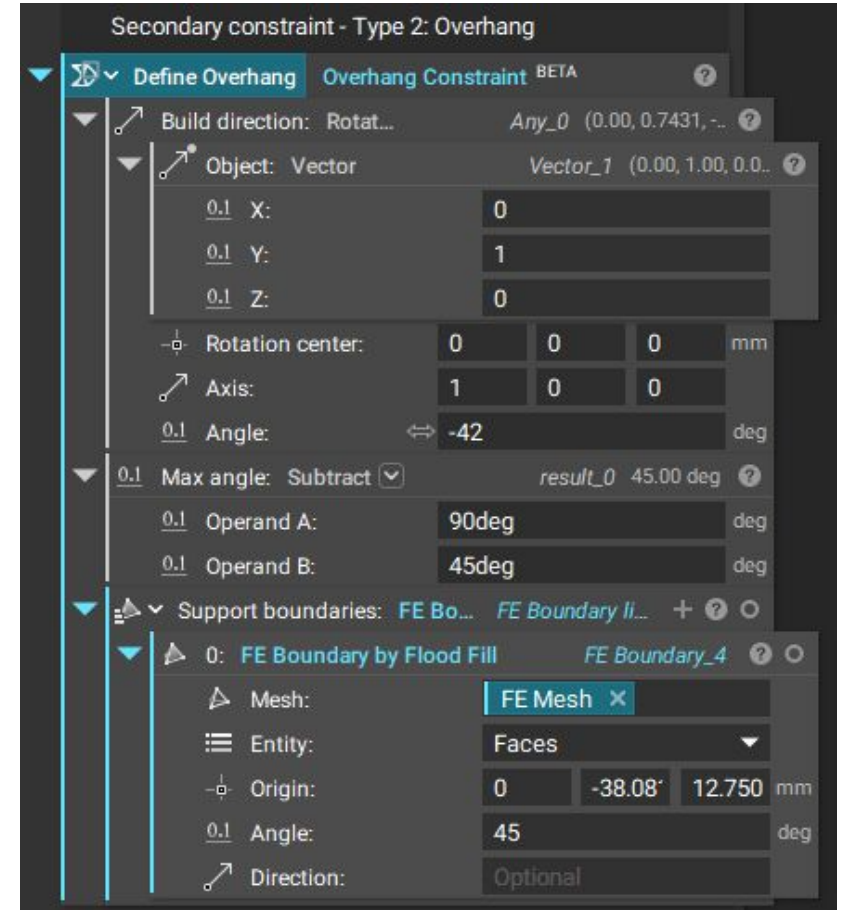 Secondary constraint - Type 2: Overhang
Define Overhang Overhang Constraint BETA
Build direction: Rotat... Any_0 (0.00, 0.7431, -..
Object: Vector Vector_1 (0.00, 1.00, 0.0..
0.1 X: 0
0.1 Y: 1
0.1 Z: 0
Rotation center: 0 0 0 mm
Axis: 1 0 0
0.1 Angle: -42 deg
0.1 Max angle: Subtract result_0 45.00 deg
0.1 Operand A: 90deg deg
0.1 Operand B: 45deg deg
Support boundaries: FE Bo... FE Boundary li...
0: FE Boundary by Flood Fill FE Boundary_4
Mesh: FE Mesh
Entity: Faces
Origin: 0 -38.08 12.750 mm
0.1 Angle: 45 deg
Direction: Optional